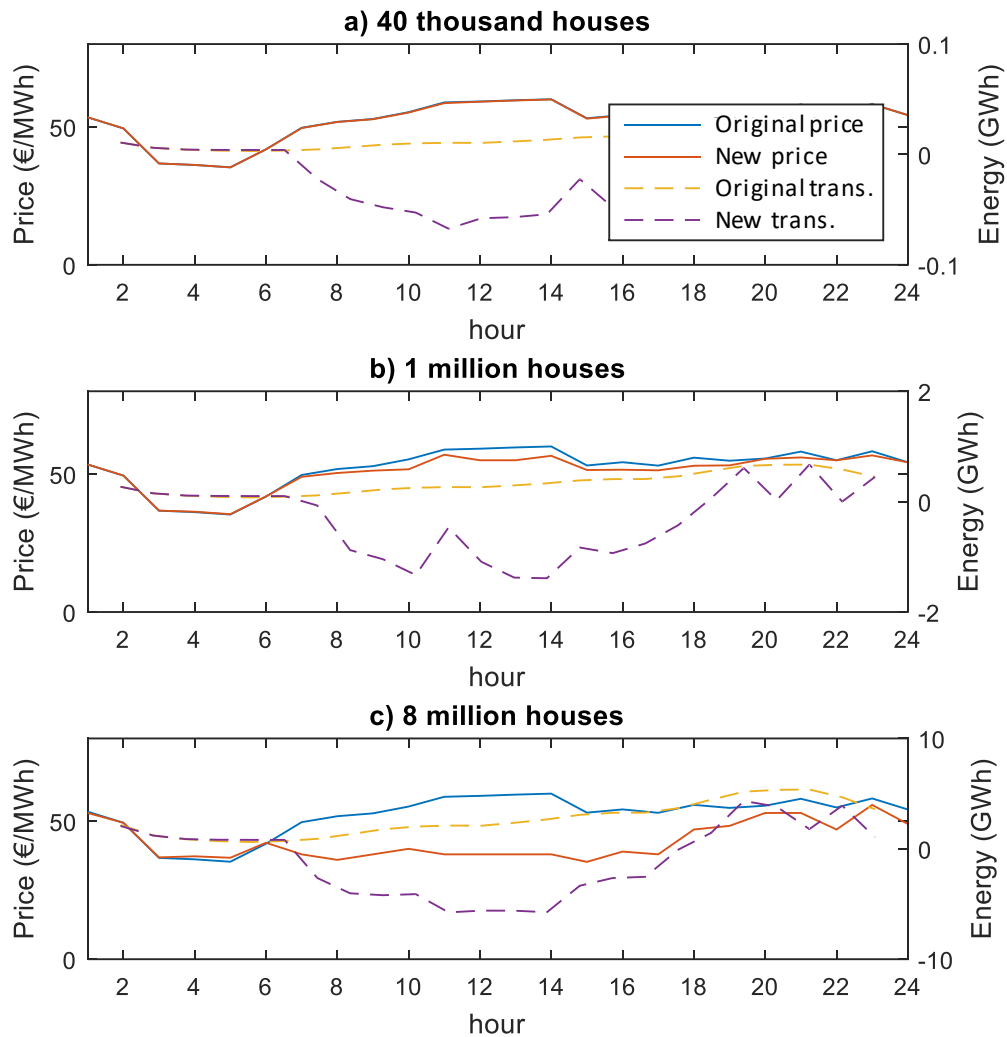 a) 40 thousand houses
0.1
50
0
0
-0.1
Price (€/MWh)
Energy (GWh)
Original price
New price
Original trans.
New trans.
2 4 6 8 10 12 14 16 18 20 22 24
hour
b) 1 million houses
2
50
0
0
-2
Price (€/MWh)
Energy (GWh)
2 4 6 8 10 12 14 16 18 20 22 24
hour
c) 8 million houses
10
50
0
0
-10
Price (€/MWh)
Energy (GWh)
2 4 6 8 10 12 14 16 18 20 22 24
hour